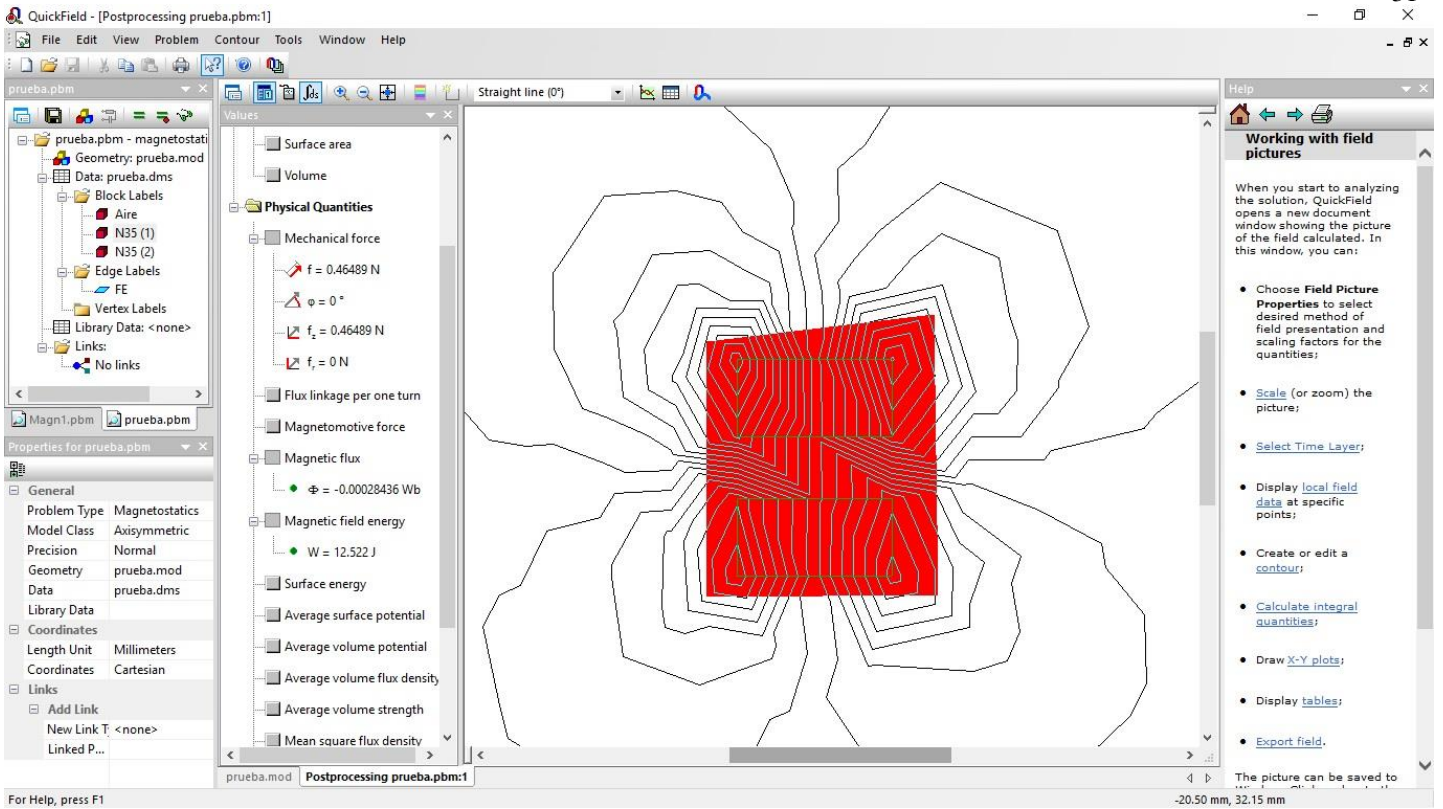 QuickField - [Postprocessing prueba.pbm:1]
File Edit View Problem Contour Tools Window Help
Straight line (0°)
prueba.pbm
prueba.pbm - magnetostati
Geometry: prueba.mod
Data: prueba.dms
Block Labels
Aire
N35 (1)
N35 (2)
Edge Labels
FE
Vertex Labels
Library Data: <none>
Links:
No links
Magn1.pbm prueba.pbm
Properties for prueba.pbm
General
Problem Type Magnetostatics
Model Class Axisymmetric
Precision Normal
Geometry prueba.mod
Data prueba.dms
Library Data
Coordinates
Length Unit Millimeters
Coordinates Cartesian
Links
Add Link
New Link T <none>
Linked P...
Values
Surface area
Volume
Physical Quantities
Mechanical force
f = 0.46489 N
φ = 0 °
fz = 0.46489 N
fr = 0 N
Flux linkage per one turn
Magnetomotive force
Magnetic flux
Φ = -0.00028436 Wb
Magnetic field energy
W = 12.522 J
Surface energy
Average surface potential
Average volume potential
Average volume flux density
Average volume strength
Mean square flux density
prueba.mod Postprocessing prueba.pbm:1
Help
Working with field
pictures
When you start to analyzing
the solution, QuickField
opens a new document
window showing the picture
of the field calculated. In
this window, you can:
• Choose Field Picture
Properties to select
desired method of
field presentation and
scaling factors for the
quantities;
• Scale (or zoom) the
picture;
• Select Time Layer;
• Display local field
data at specific
points;
• Create or edit a
contour;
• Calculate integral
quantities;
• Draw X-Y plots;
• Display tables;
• Export field.
The picture can be saved to
For Help, press F1
-20.50 mm, 32.15 mm